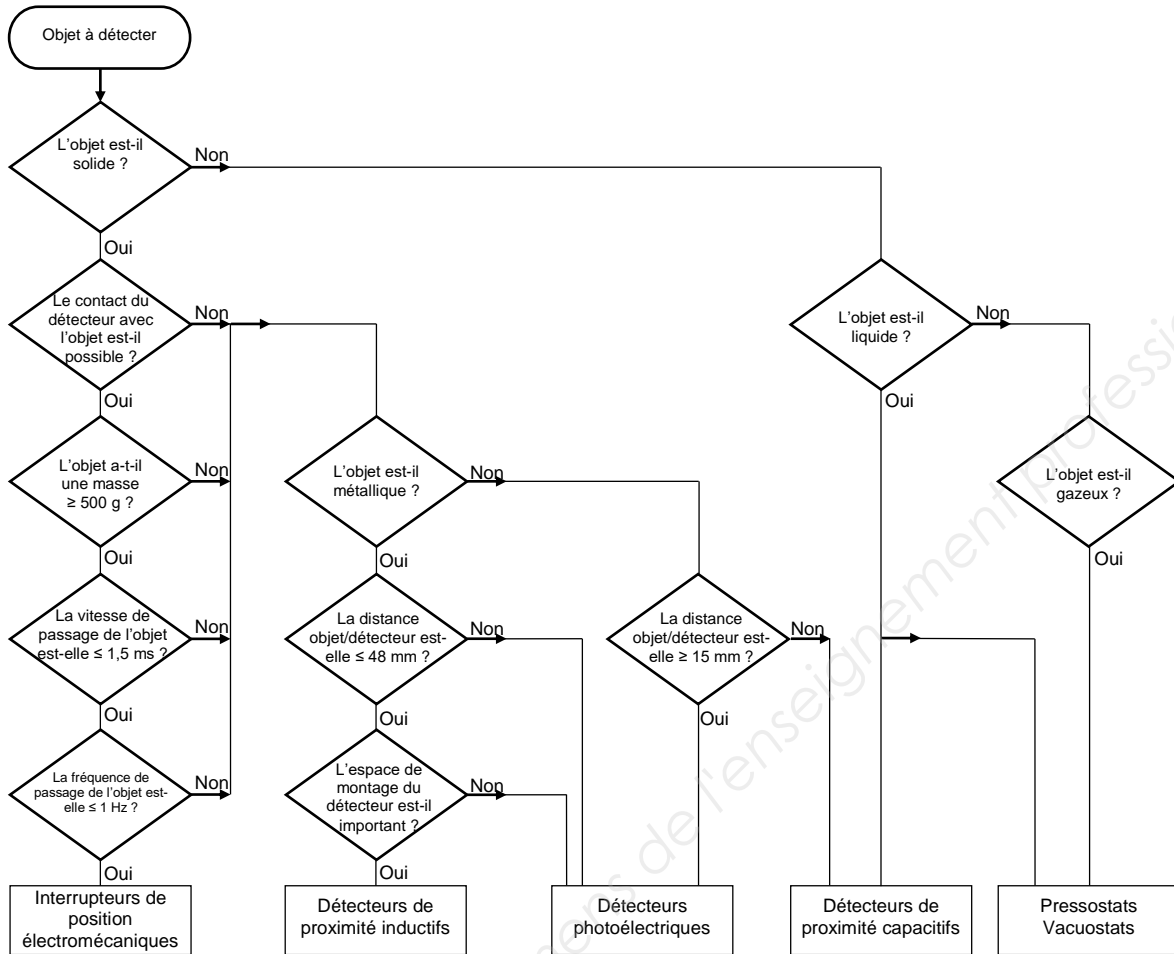 Objet à détecter
L'objet est-il
solide ?
Non
Oui
Le contact du
détecteur avec
l'objet est-il
possible ?
Non
Oui
L'objet est-il
liquide ?
Non
Oui
L'objet a-t-il
une masse
≥ 500 g ?
Non
Oui
L'objet est-il
métallique ?
Non
Oui
L'objet est-il
gazeux ?
Oui
La vitesse de
passage de l'objet
est-elle ≤ 1,5 ms ?
Non
Oui
La distance
objet/détecteur est-
elle ≤ 48 mm ?
Non
Oui
La distance
objet/détecteur est-
elle ≥ 15 mm ?
Non
Oui
La fréquence de
passage de l'objet est-
elle ≤ 1 Hz ?
Non
Oui
L'espace de
montage du
détecteur est-il
important ?
Non
Oui
Interrupteurs de
position
électromécaniques
Détecteurs de
proximité inductifs
Détecteurs
photoélectriques
Détecteurs de
proximité capacitifs
Pressostats
Vacuostats
ens de l'enseignement professi